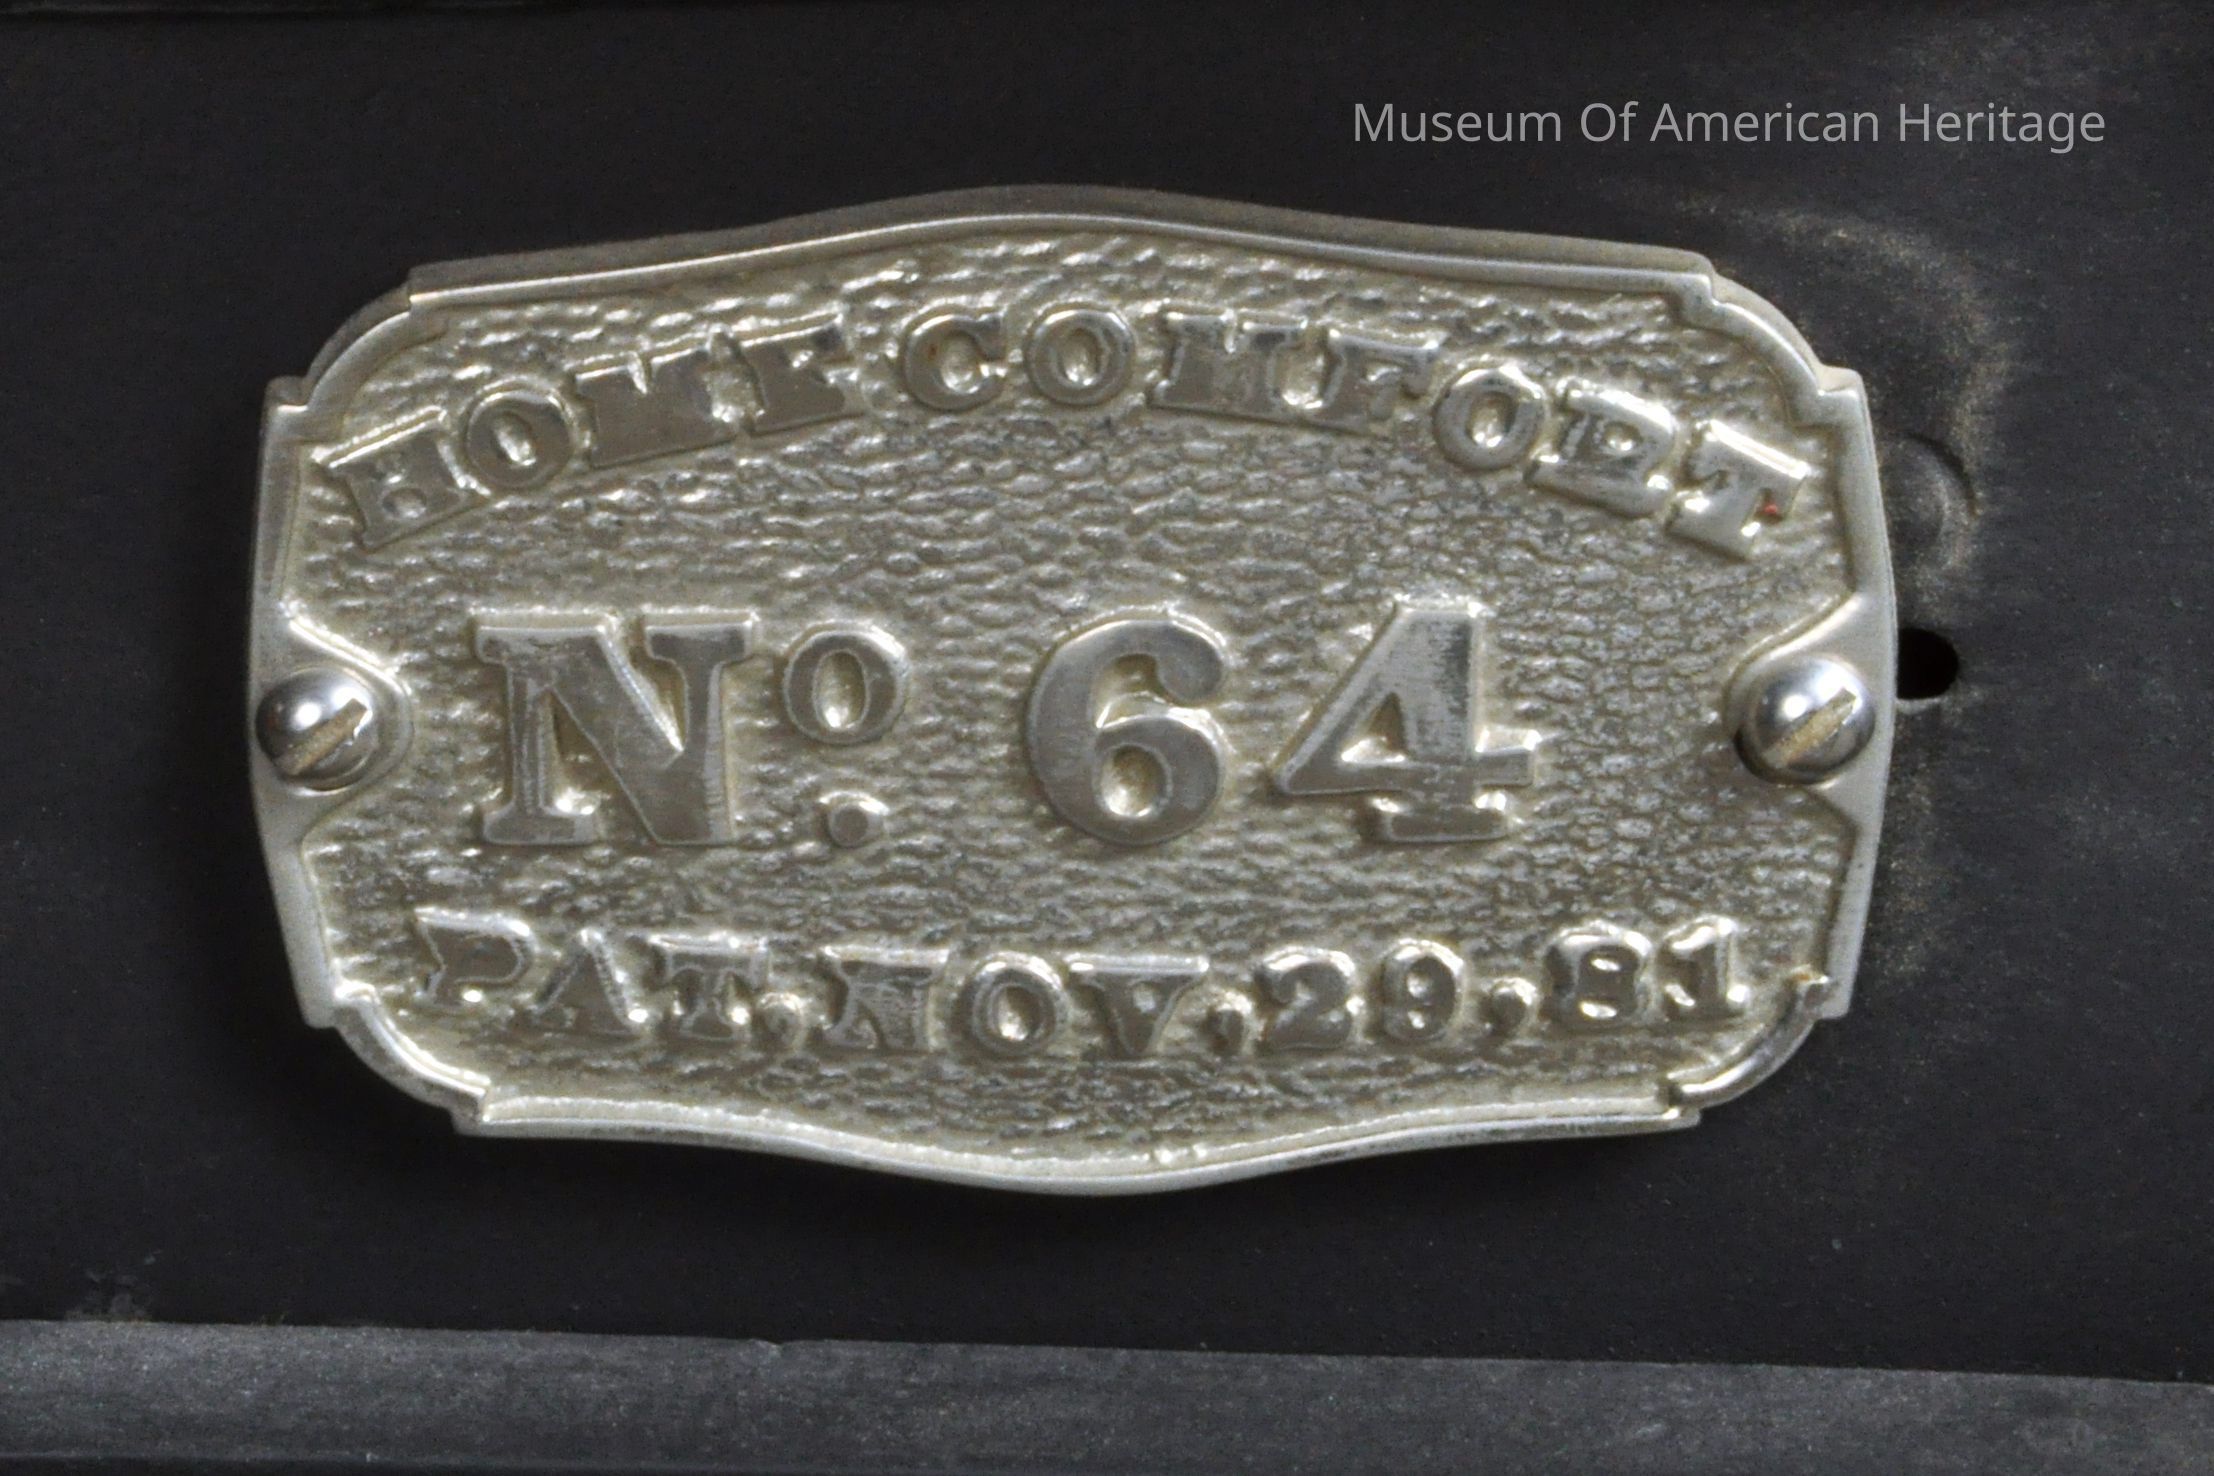 Museum Of American Heritage
HOME COMFORT
No. 64
PAT. NOV. 29, 81